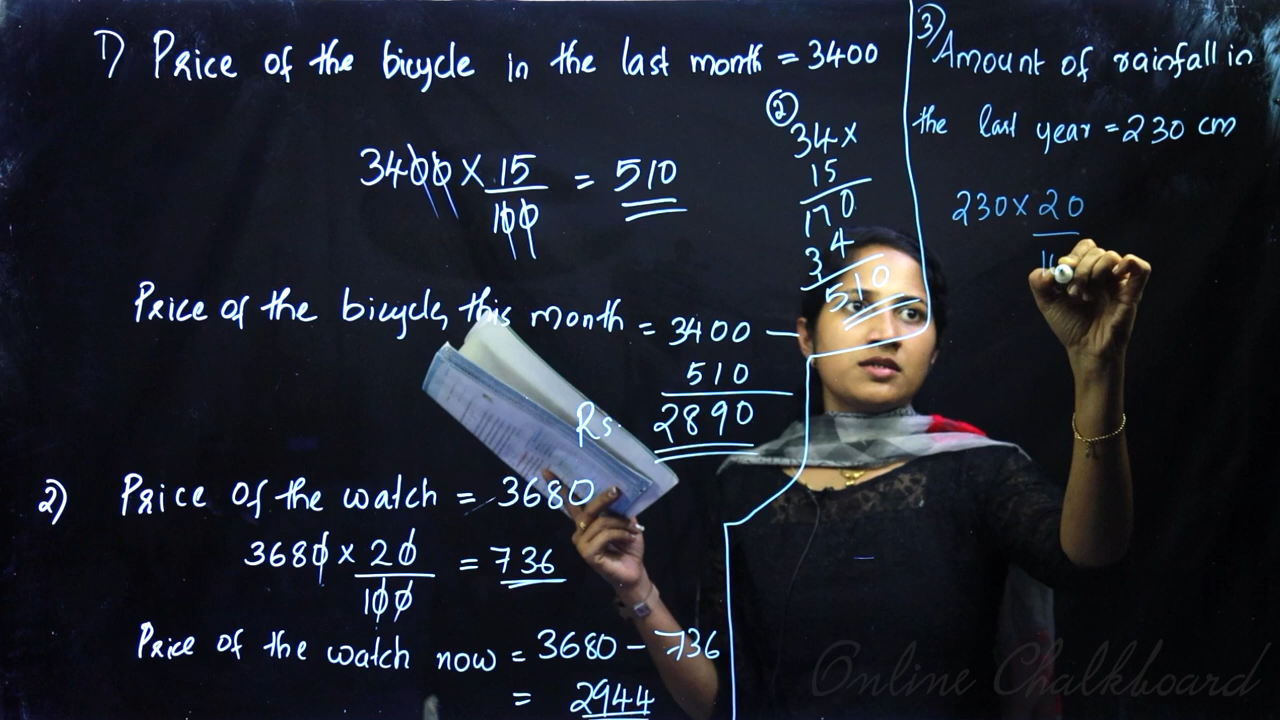 1) Price of the bicycle in the last month = 3400
3400 × 15
100
= 510
②
34 ×
15
170
34
510
Price of the bicycle, this month = 3400 –
510
Rs. 2890
2) Price of the watch = 3680
3680 × 20
100
= 736
Price of the watch now = 3680 – 736
= 2944
3) Amount of rainfall in
the last year = 230 cm
230 × 20
Online Chalkboard